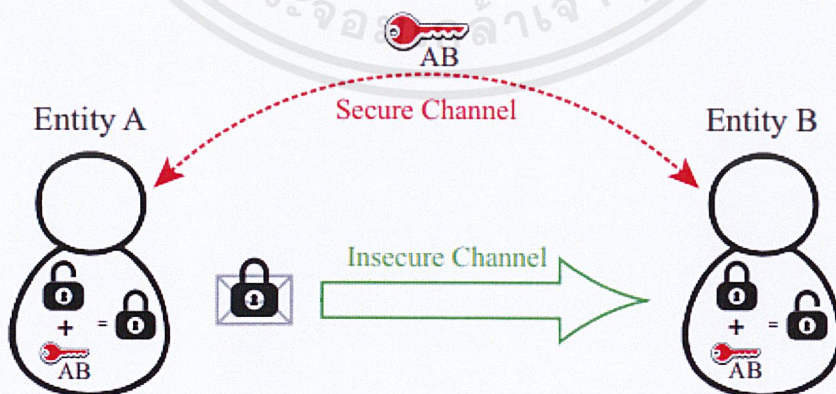 AB
Secure Channel
Entity A
Entity B
Insecure Channel
+ =
AB
+ =
AB